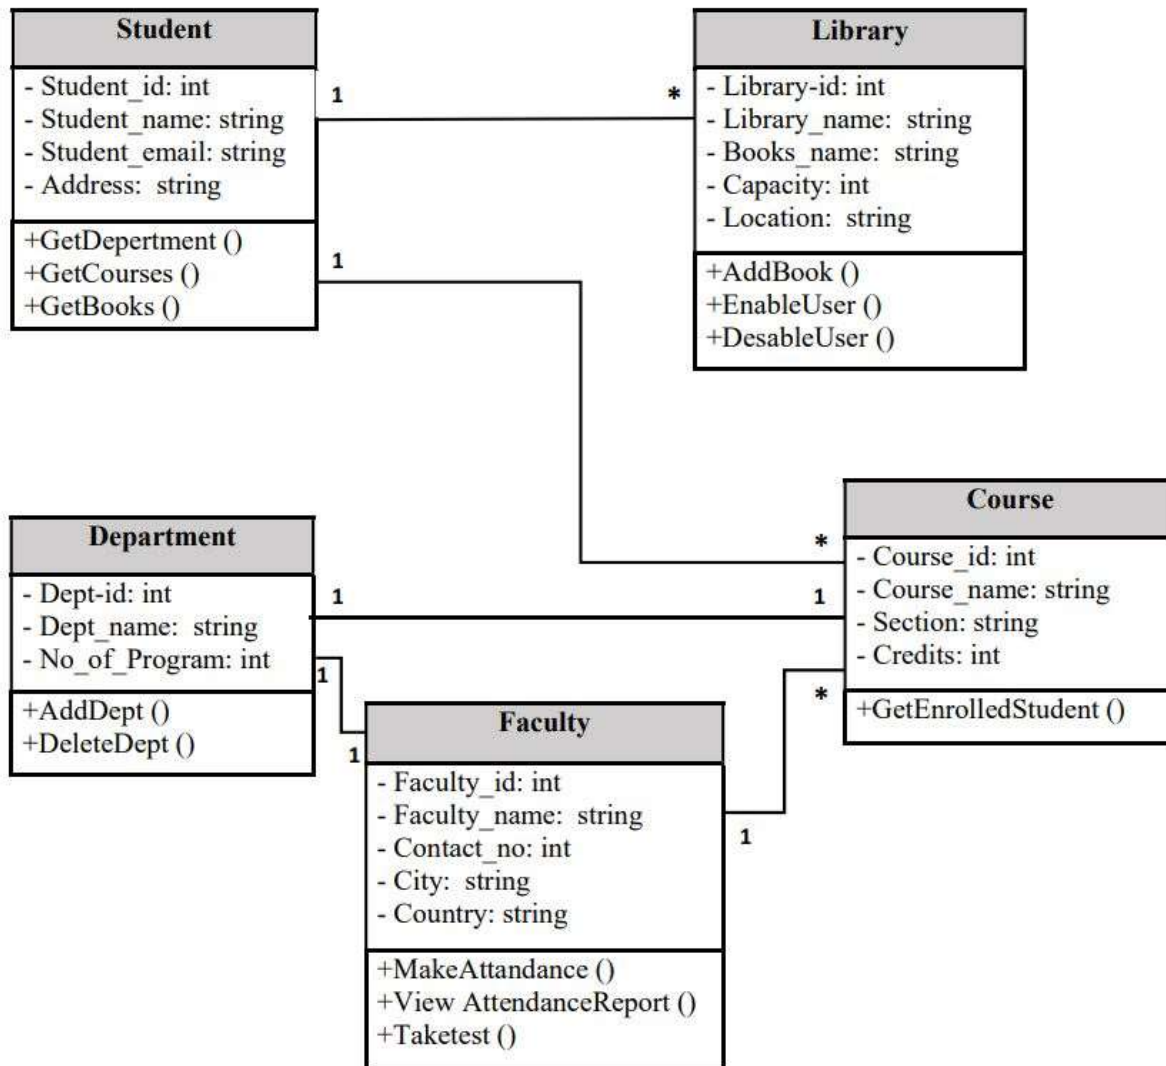 Student
- Student_id: int
- Student_name: string
- Student_email: string
- Address: string
+GetDepertment ()
+GetCourses ()
+GetBooks ()
1
*
1
Library
- Library-id: int
- Library_name: string
- Books_name: string
- Capacity: int
- Location: string
+AddBook ()
+EnableUser ()
+DesableUser ()
Department
- Dept-id: int
- Dept_name: string
- No_of_Program: int
+AddDept ()
+DeleteDept ()
1
1
*
1
*
Course
- Course_id: int
- Course_name: string
- Section: string
- Credits: int
+GetEnrolledStudent ()
1
1
Faculty
- Faculty_id: int
- Faculty_name: string
- Contact_no: int
- City: string
- Country: string
+MakeAttandance ()
+View AttendanceReport ()
+Taketest ()